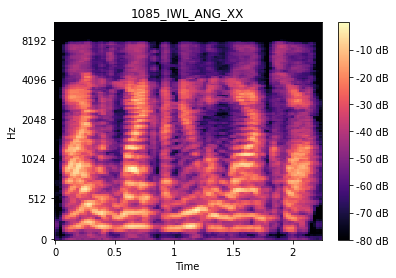 1085_IWL_ANG_XX
8192
4096
2048
1024
512
0
Hz
0
0.5
1
1.5
2
Time
-10 dB
-20 dB
-30 dB
-40 dB
-50 dB
-60 dB
-70 dB
-80 dB